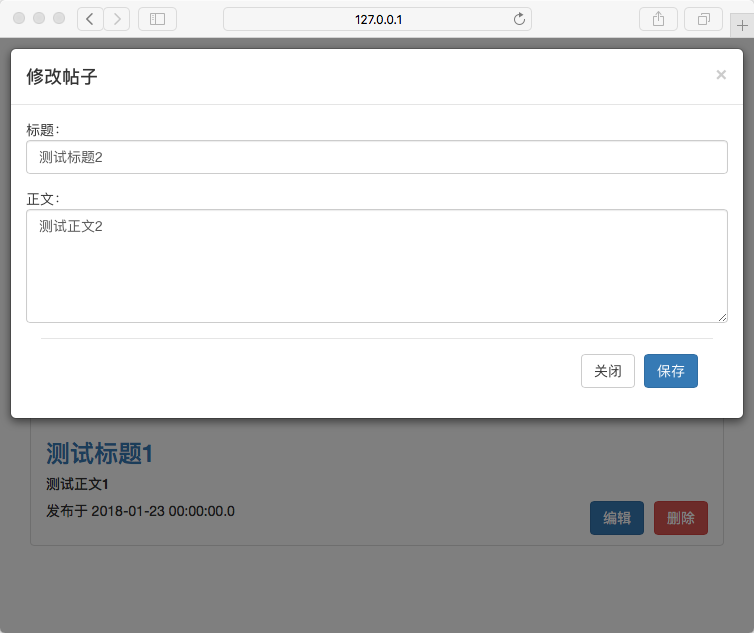 127.0.0.1
修改帖子
×
标题：
测试标题2
正文：
测试正文2
关闭 保存
测试标题1
测试正文1
发布于 2018-01-23 00:00:00.0
编辑 删除